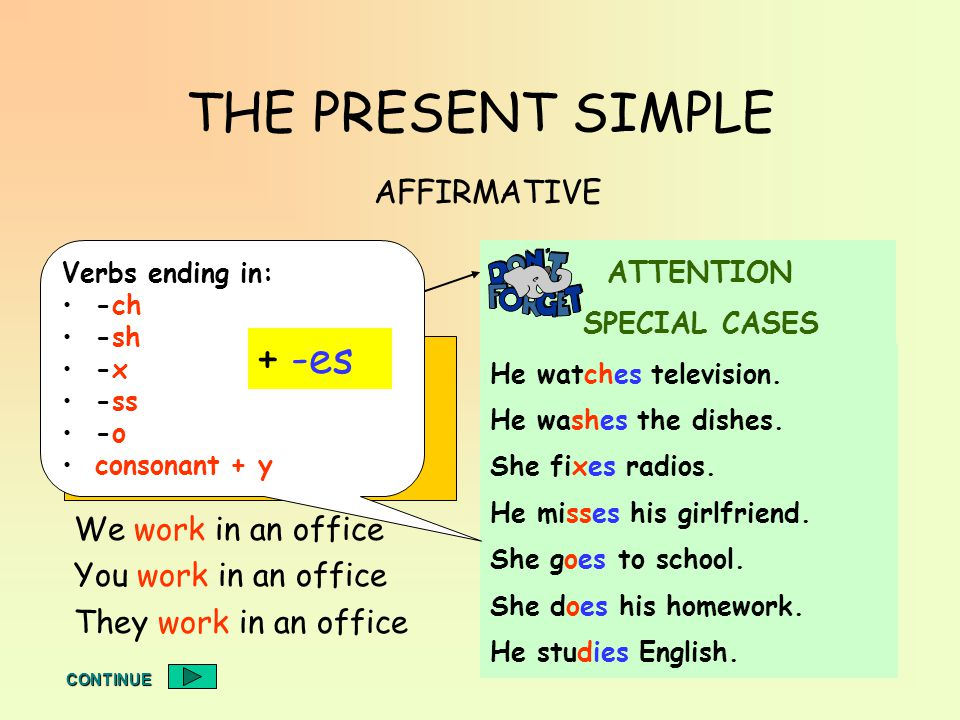 THE PRESENT SIMPLE
AFFIRMATIVE
Verbs ending in:
• -ch
• -sh
• -x
• -ss
• -o
• consonant + y
+ -es
We work in an office
You work in an office
They work in an office
CONTINUE
DON'T
FORGET
ATTENTION
SPECIAL CASES
He watches television.
He washes the dishes.
She fixes radios.
He misses his girlfriend.
She goes to school.
She does his homework.
He studies English.